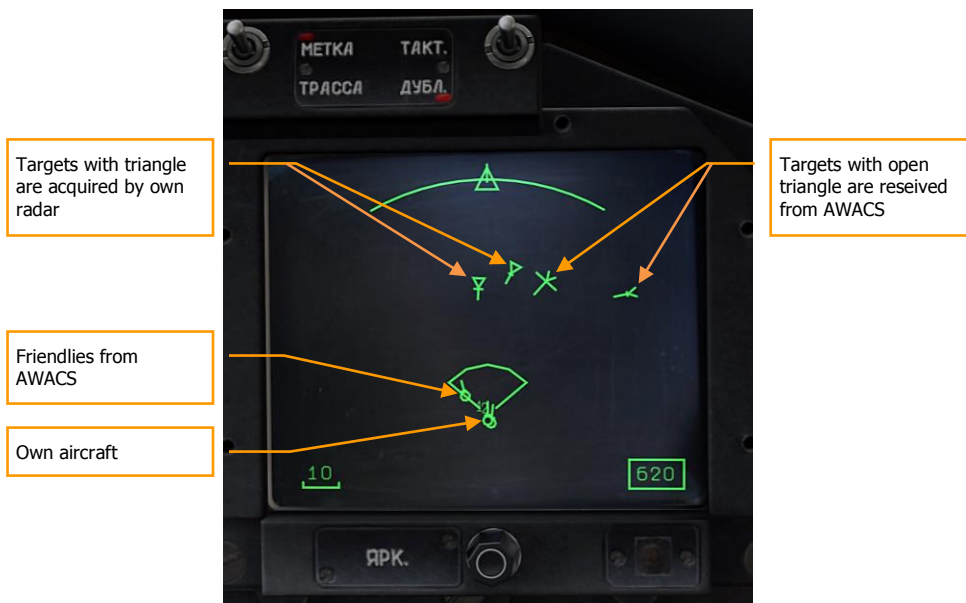 МЕТКА ТАКТ.
ТРАССА ДУБЛ.
Targets with triangle
are acquired by own
radar
Targets with open
triangle are reseived
from AWACS
Friendlies from
AWACS
Own aircraft
10
620
ЯРК.